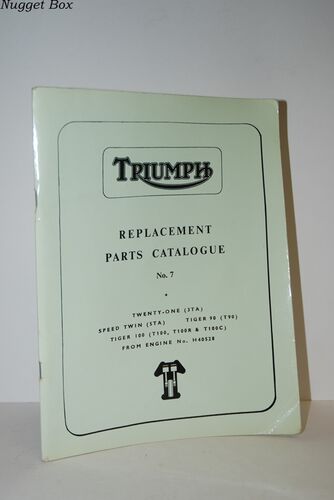 Nugget Box
TRIUMPH
REPLACEMENT
PARTS CATALOGUE
No. 7
TWENTY-ONE (3TA)
SPEED TWIN (5TA) TIGER 90 (T90)
TIGER 100 (T100, T100R & T100C)
FROM ENGINE No. H40528